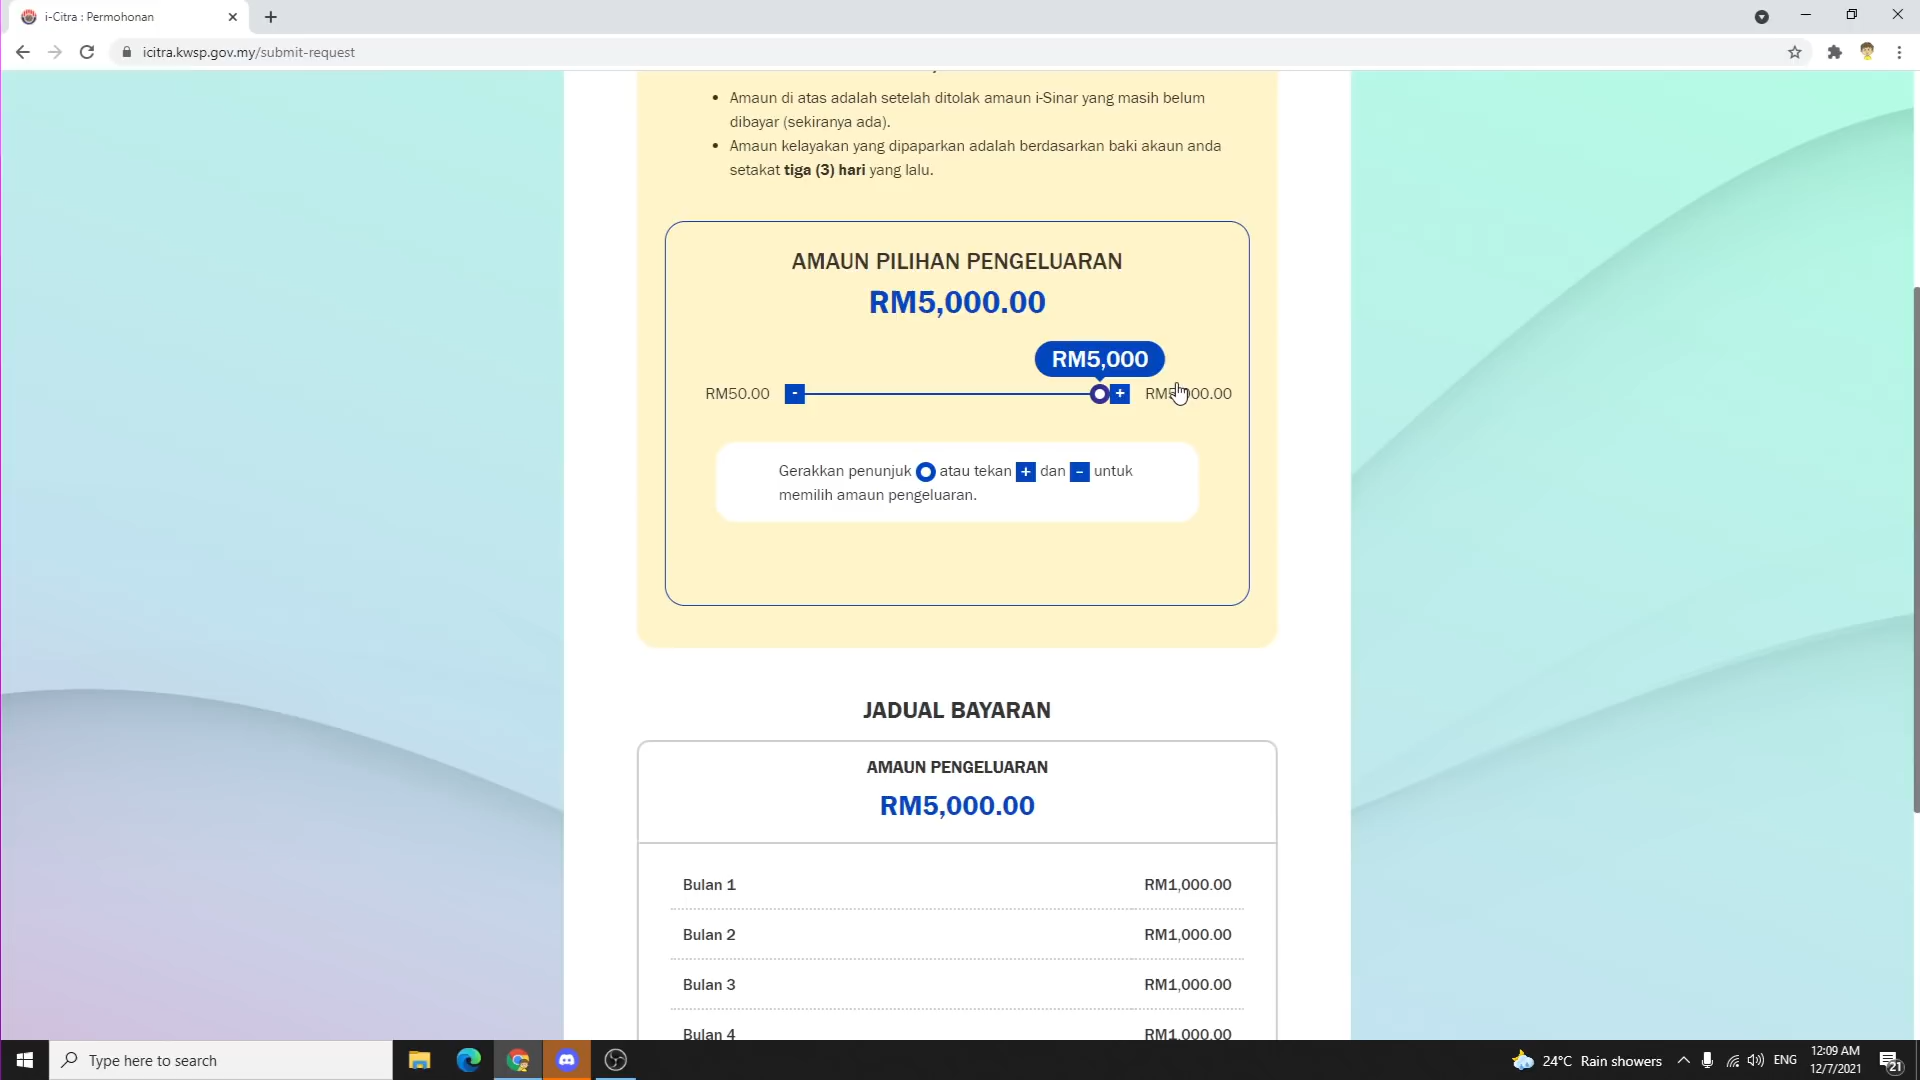 i-Citra : Permohonan
icitra.kwsp.gov.my/submit-request
• Amaun di atas adalah setelah ditolak amaun i-Sinar yang masih belum
dibayar (sekiranya ada).
• Amaun kelayakan yang dipaparkan adalah berdasarkan baki akaun anda
setakat tiga (3) hari yang lalu.
AMAUN PILIHAN PENGELUARAN
RM5,000.00
RM5,000
RM50.00 - + RM5,000.00
Gerakkan penunjuk atau tekan + dan - untuk
memilih amaun pengeluaran.
JADUAL BAYARAN
AMAUN PENGELUARAN
RM5,000.00
Bulan 1 RM1,000.00
Bulan 2 RM1,000.00
Bulan 3 RM1,000.00
Bulan 4 RM1,000.00
Type here to search
24°C Rain showers
ENG
12:09 AM
12/7/2021
21